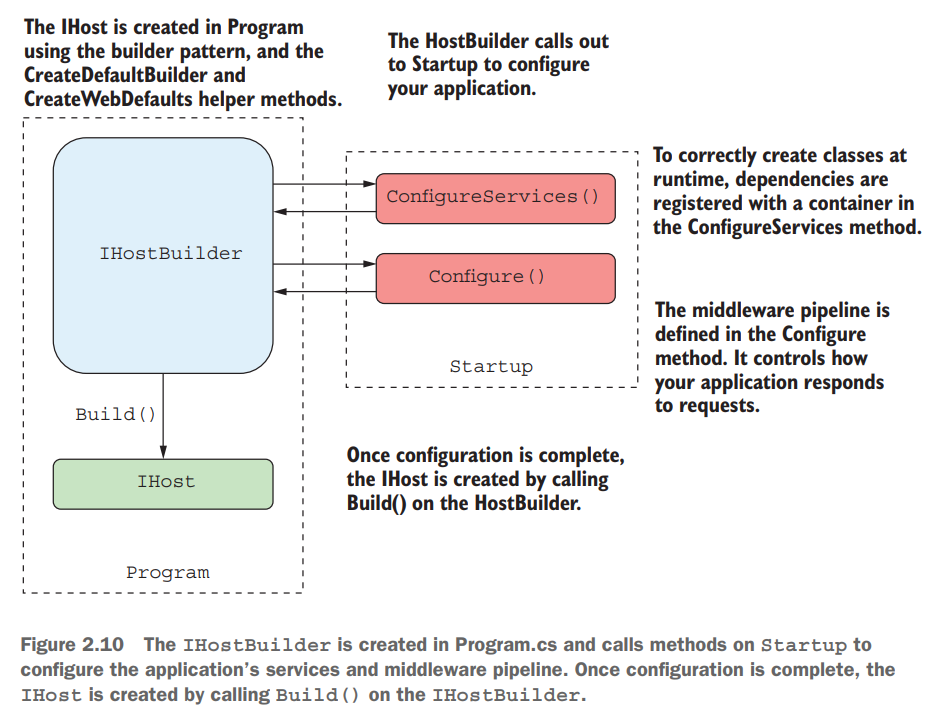 The IHost is created in Program
using the builder pattern, and the
CreateDefaultBuilder and
CreateWebDefaults helper methods.
The HostBuilder calls out
to Startup to configure
your application.
IHostBuilder
ConfigureServices()
Configure()
Startup
To correctly create classes at
runtime, dependencies are
registered with a container in
the ConfigureServices method.
The middleware pipeline is
defined in the Configure
method. It controls how
your application responds
to requests.
Build()
IHost
Program
Once configuration is complete,
the IHost is created by calling
Build() on the HostBuilder.
Figure 2.10 The IHostBuilder is created in Program.cs and calls methods on Startup to
configure the application's services and middleware pipeline. Once configuration is complete, the
IHost is created by calling Build() on the IHostBuilder.